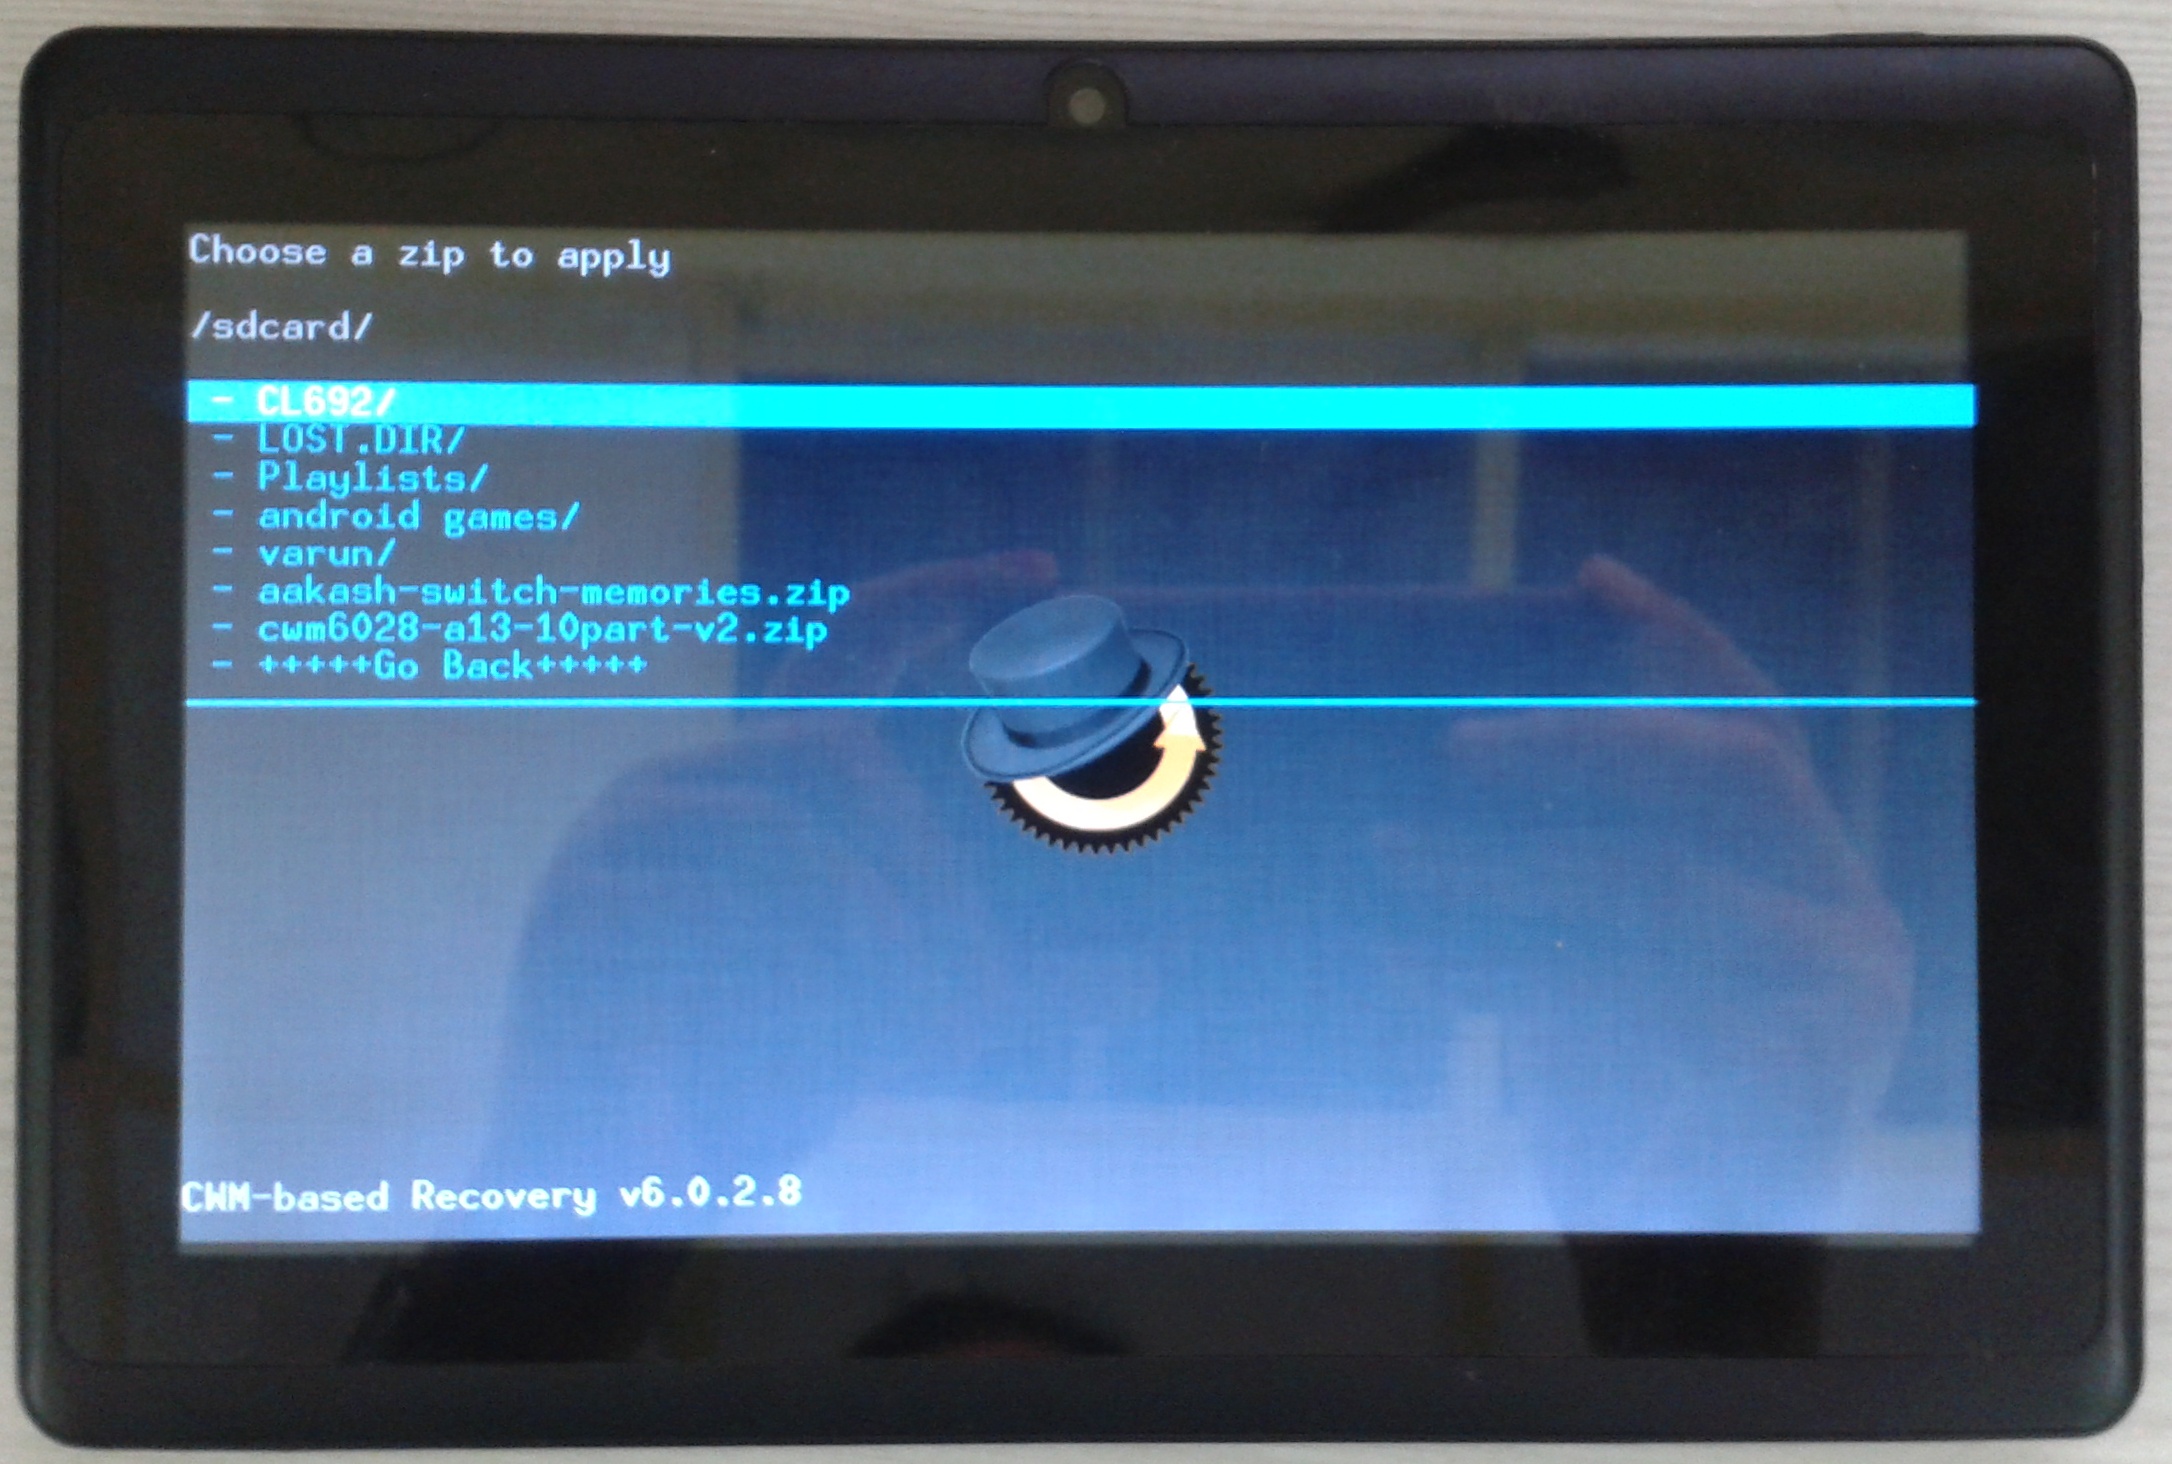 Choose a zip to apply
/sdcard/
- CL692/
- LOST.DIR/
- Playlists/
- android games/
- varun/
- aakash-switch-memories.zip
- cwm6028-a13-10part-v2.zip
- +++++Go Back+++++
CWM-based Recovery v6.0.2.8